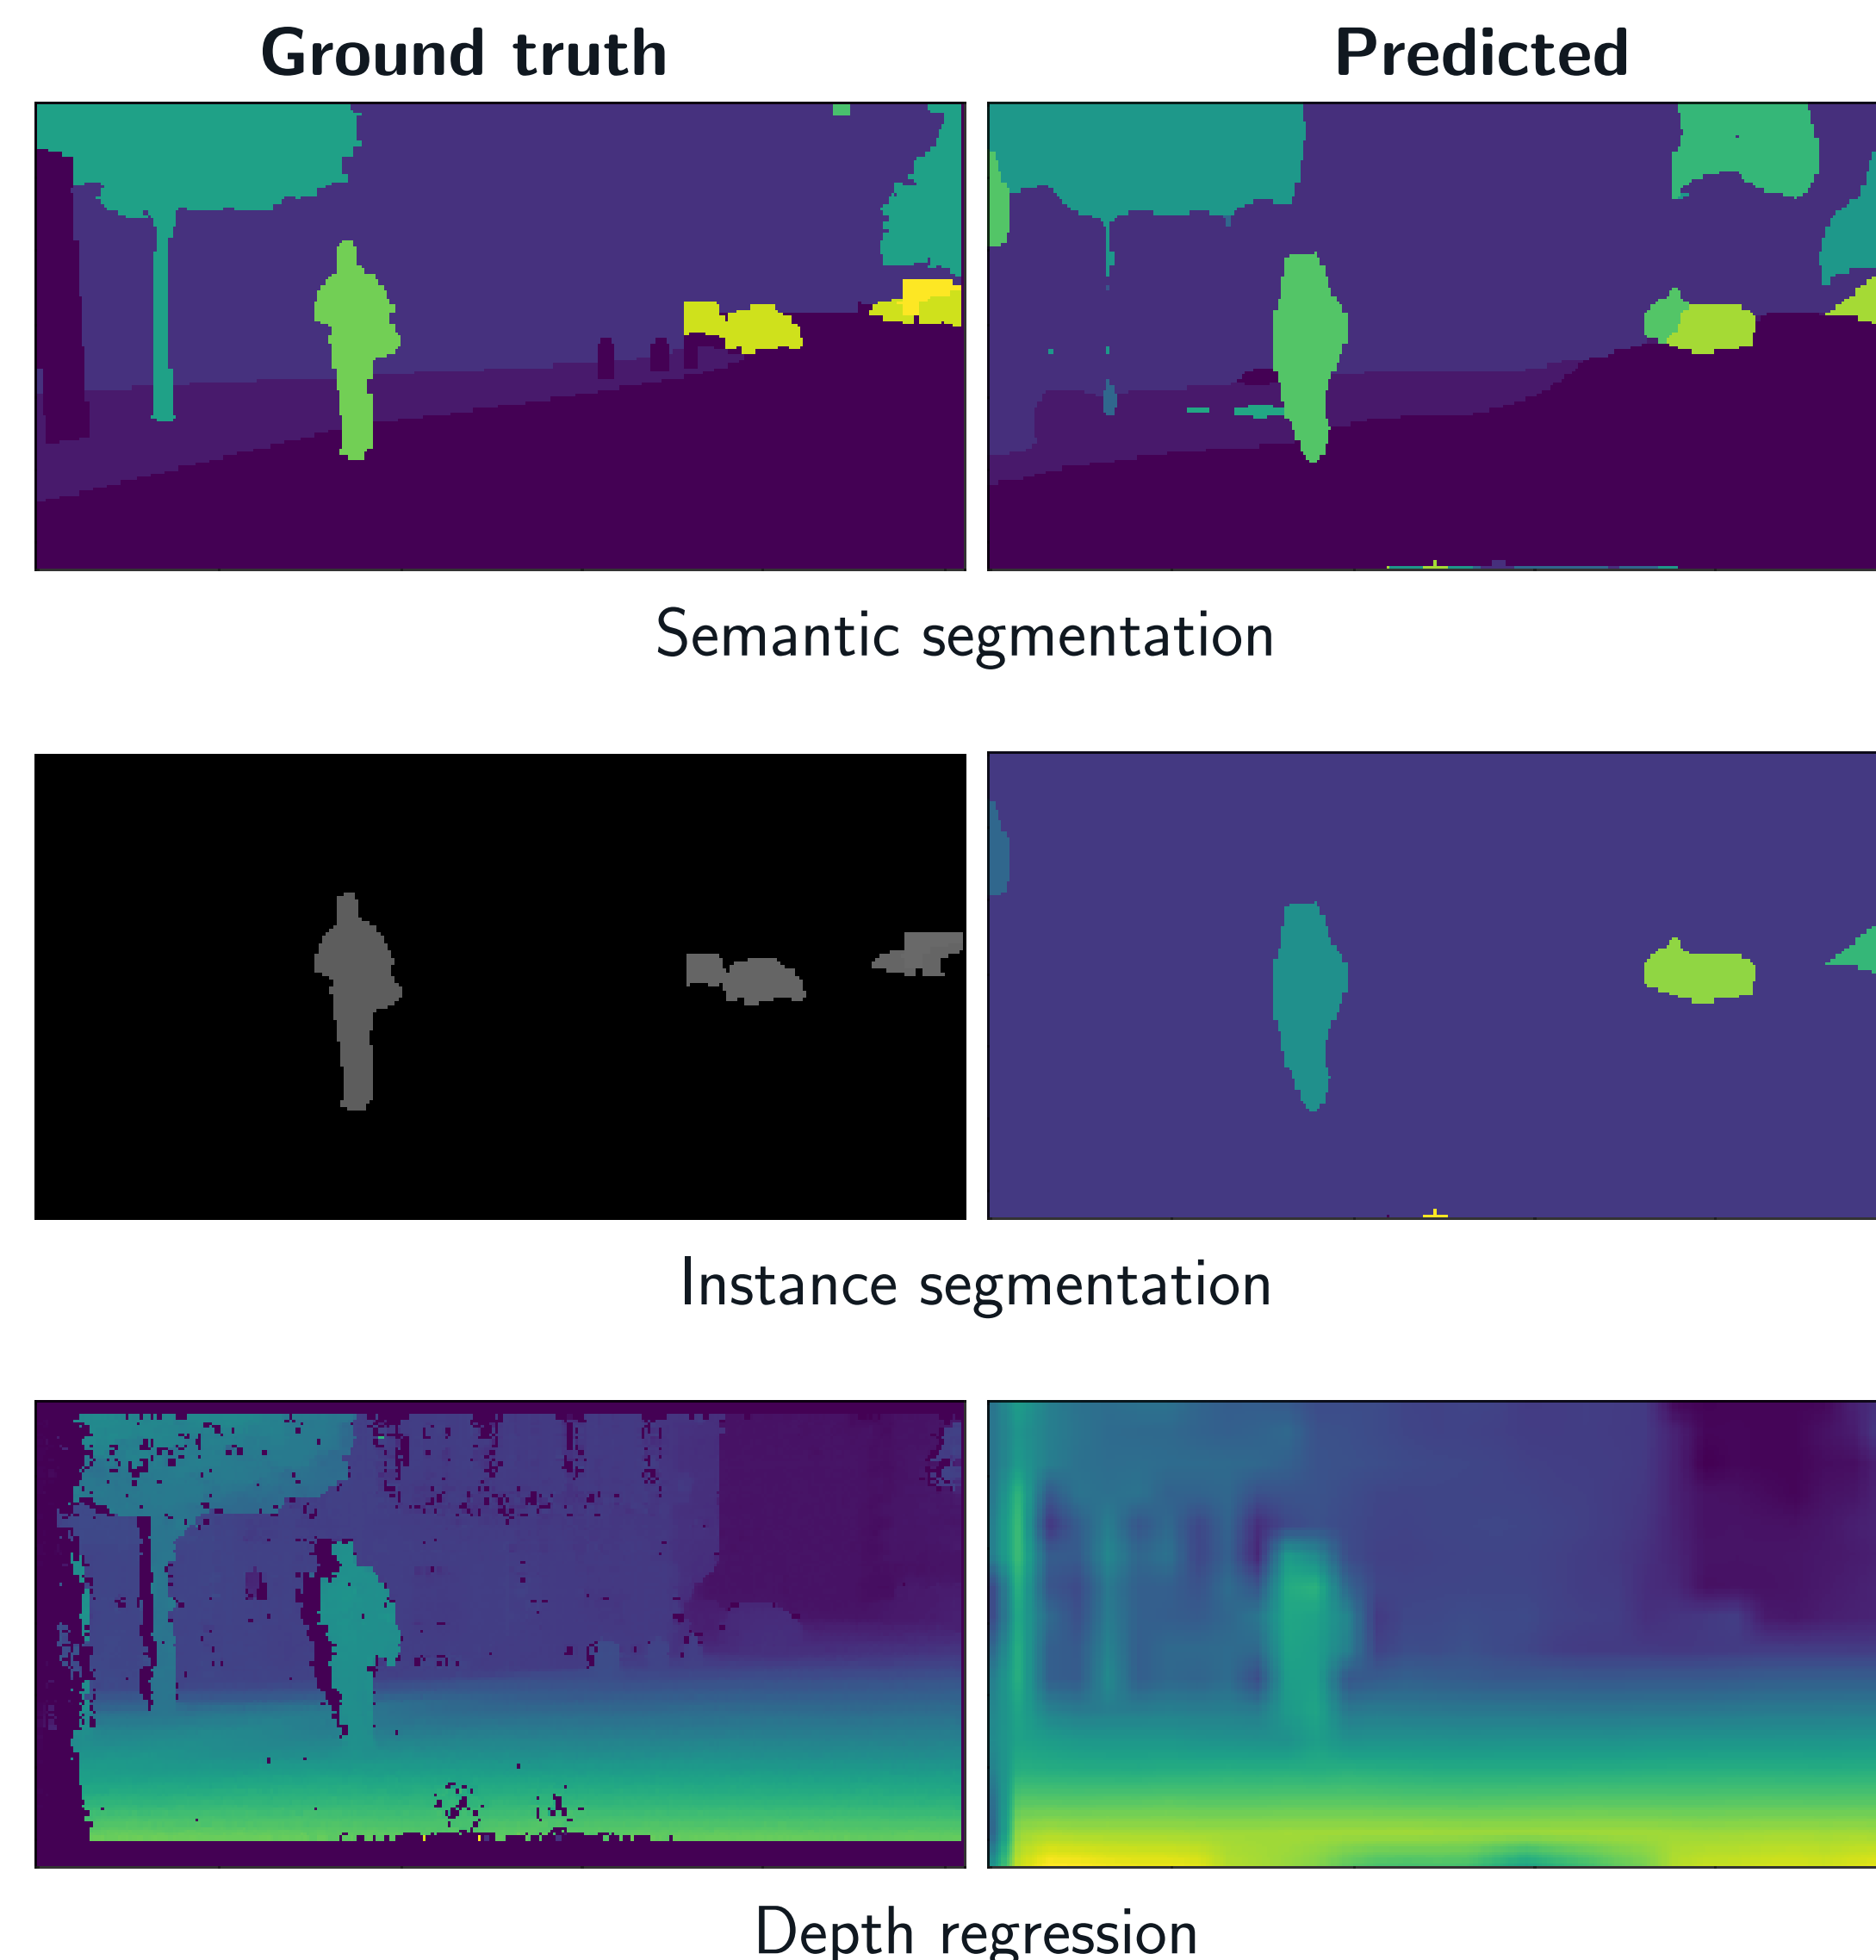 Ground truth
Predicted
Semantic segmentation
Instance segmentation
Depth regression